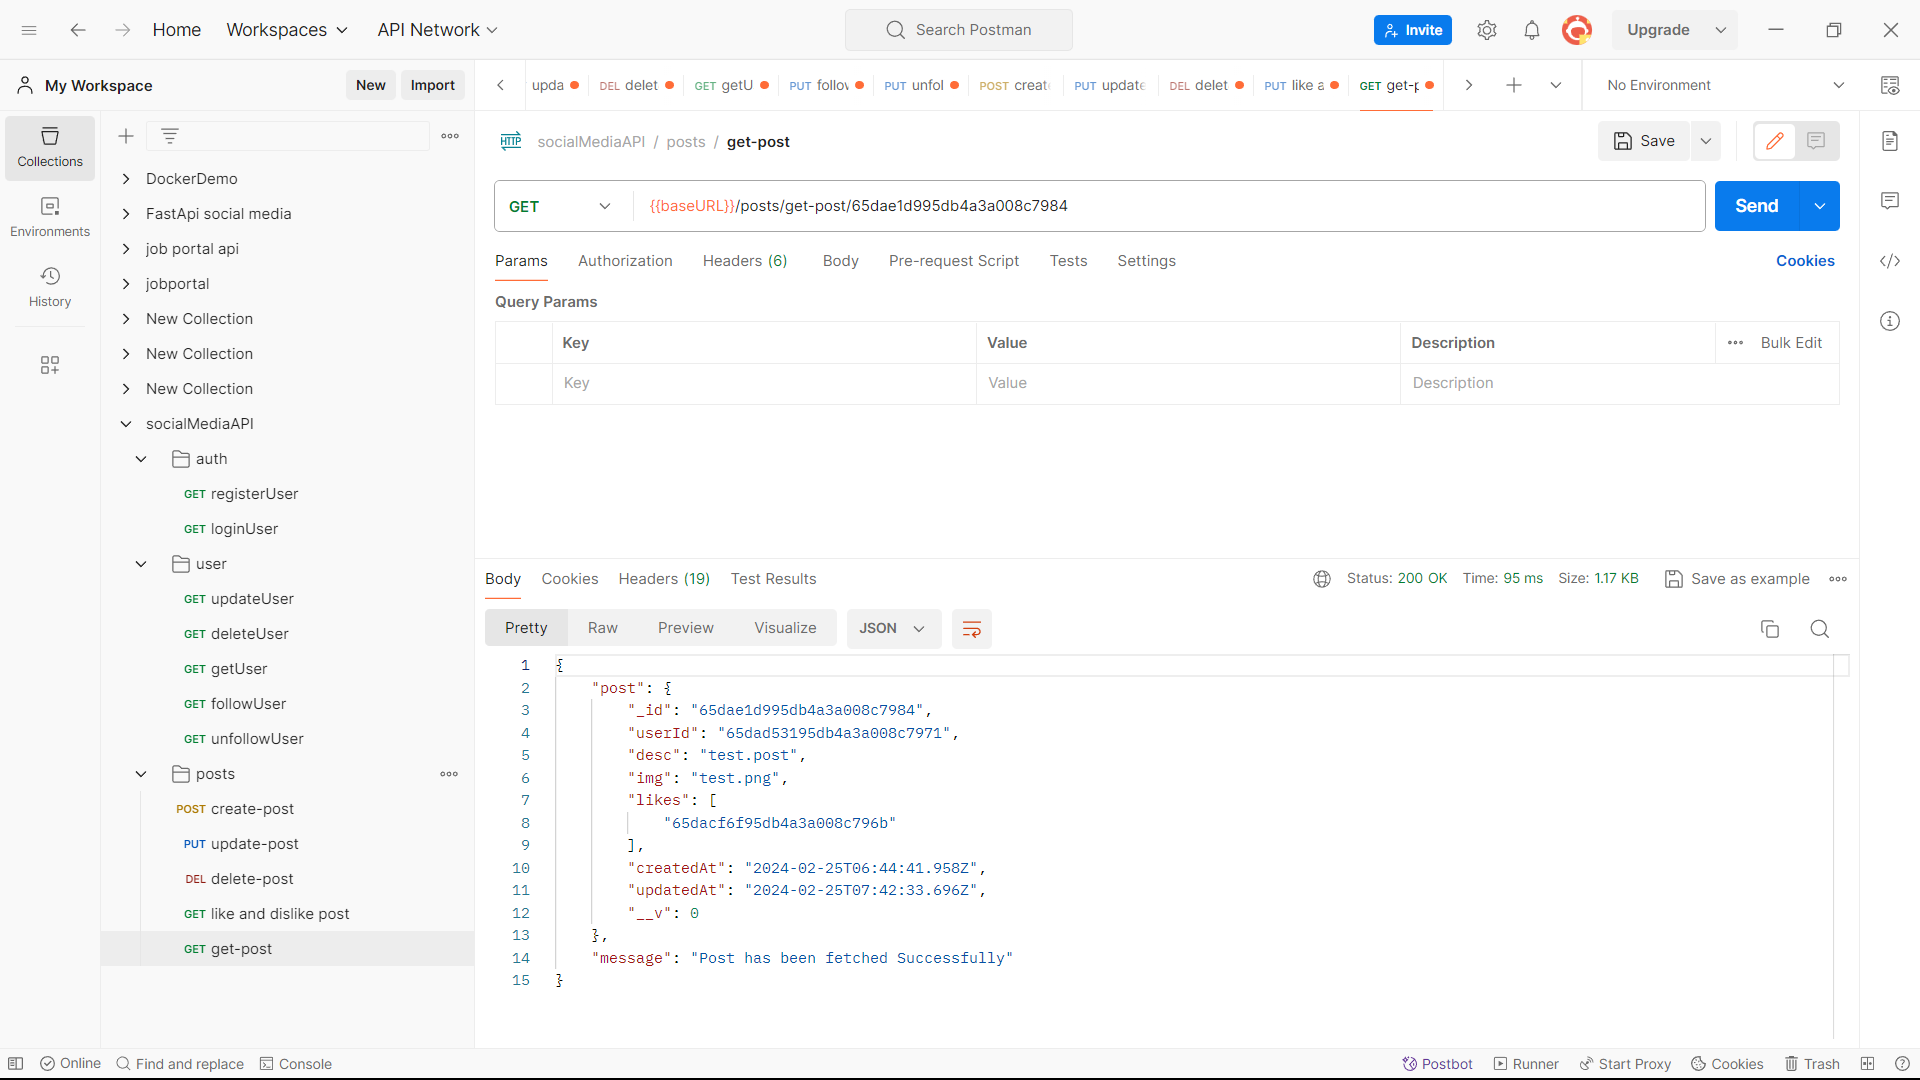 Home Workspaces API Network Search Postman Invite Upgrade
My Workspace New Import
upda DEL delet GET getU PUT follow PUT unfol POST creat PUT update DEL delet PUT like a GET get-p No Environment
Collections
Environments
History
DockerDemo
FastApi social media
job portal api
jobportal
New Collection
New Collection
New Collection
socialMediaAPI
auth
GET registerUser
GET loginUser
user
GET updateUser
GET deleteUser
GET getUser
GET followUser
GET unfollowUser
posts
POST create-post
PUT update-post
DEL delete-post
GET like and dislike post
GET get-post
HTTP socialMediaAPI / posts / get-post Save
GET {{baseURL}}/posts/get-post/65dae1d995db4a3a008c7984 Send
Params Authorization Headers (6) Body Pre-request Script Tests Settings Cookies
Query Params
Key Value Description Bulk Edit
Key Value Description
Body Cookies Headers (19) Test Results Status: 200 OK Time: 95 ms Size: 1.17 KB Save as example
Pretty Raw Preview Visualize JSON
1 {
2 "post": {
3 "_id": "65dae1d995db4a3a008c7984",
4 "userId": "65dad53195db4a3a008c7971",
5 "desc": "test.post",
6 "img": "test.png",
7 "likes": [
8 "65dacf6f95db4a3a008c796b"
9 ],
10 "createdAt": "2024-02-25T06:44:41.958Z",
11 "updatedAt": "2024-02-25T07:42:33.696Z",
12 "__v": 0
13 },
14 "message": "Post has been fetched Successfully"
15 }
Online Find and replace Console Postbot Runner Start Proxy Cookies Trash